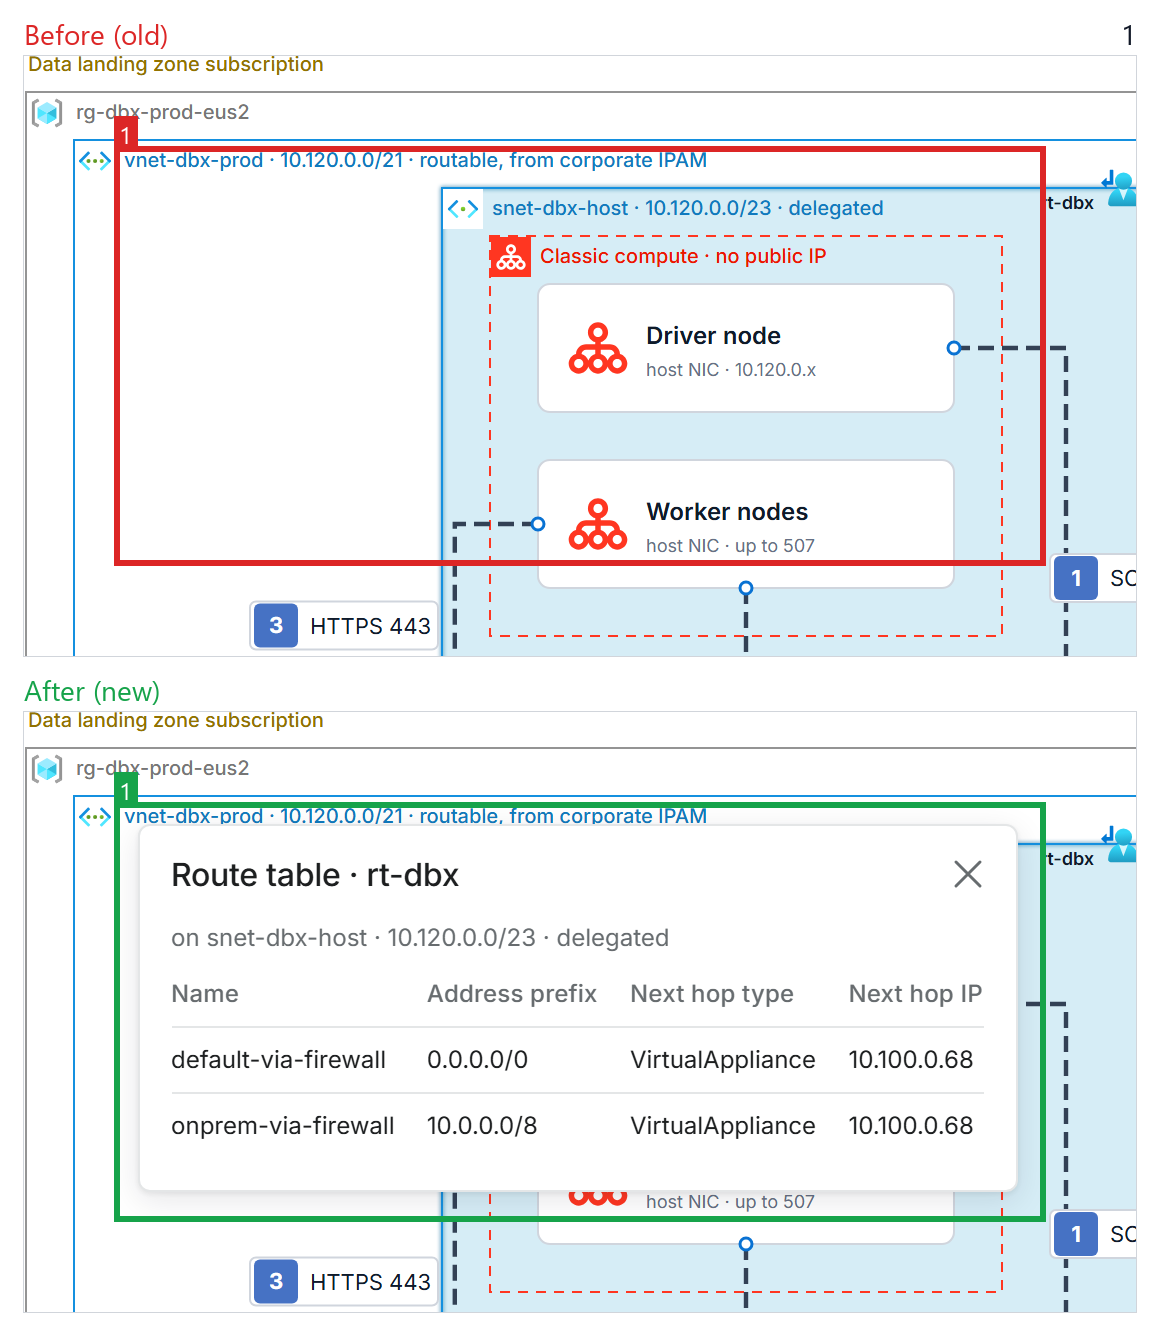 Before (old)
1
Data landing zone subscription
rg-dbx-prod-eus2
1
vnet-dbx-prod · 10.120.0.0/21 · routable, from corporate IPAM
rt-dbx
snet-dbx-host · 10.120.0.0/23 · delegated
Classic compute · no public IP
Driver node
host NIC · 10.120.0.x
Worker nodes
host NIC · up to 507
1 SC
3 HTTPS 443
After (new)
Data landing zone subscription
rg-dbx-prod-eus2
1
vnet-dbx-prod · 10.120.0.0/21 · routable, from corporate IPAM
rt-dbx
Route table · rt-dbx
on snet-dbx-host · 10.120.0.0/23 · delegated
Name Address prefix Next hop type Next hop IP
default-via-firewall 0.0.0.0/0 VirtualAppliance 10.100.0.68
onprem-via-firewall 10.0.0.0/8 VirtualAppliance 10.100.0.68
host NIC · up to 507
1 SC
3 HTTPS 443